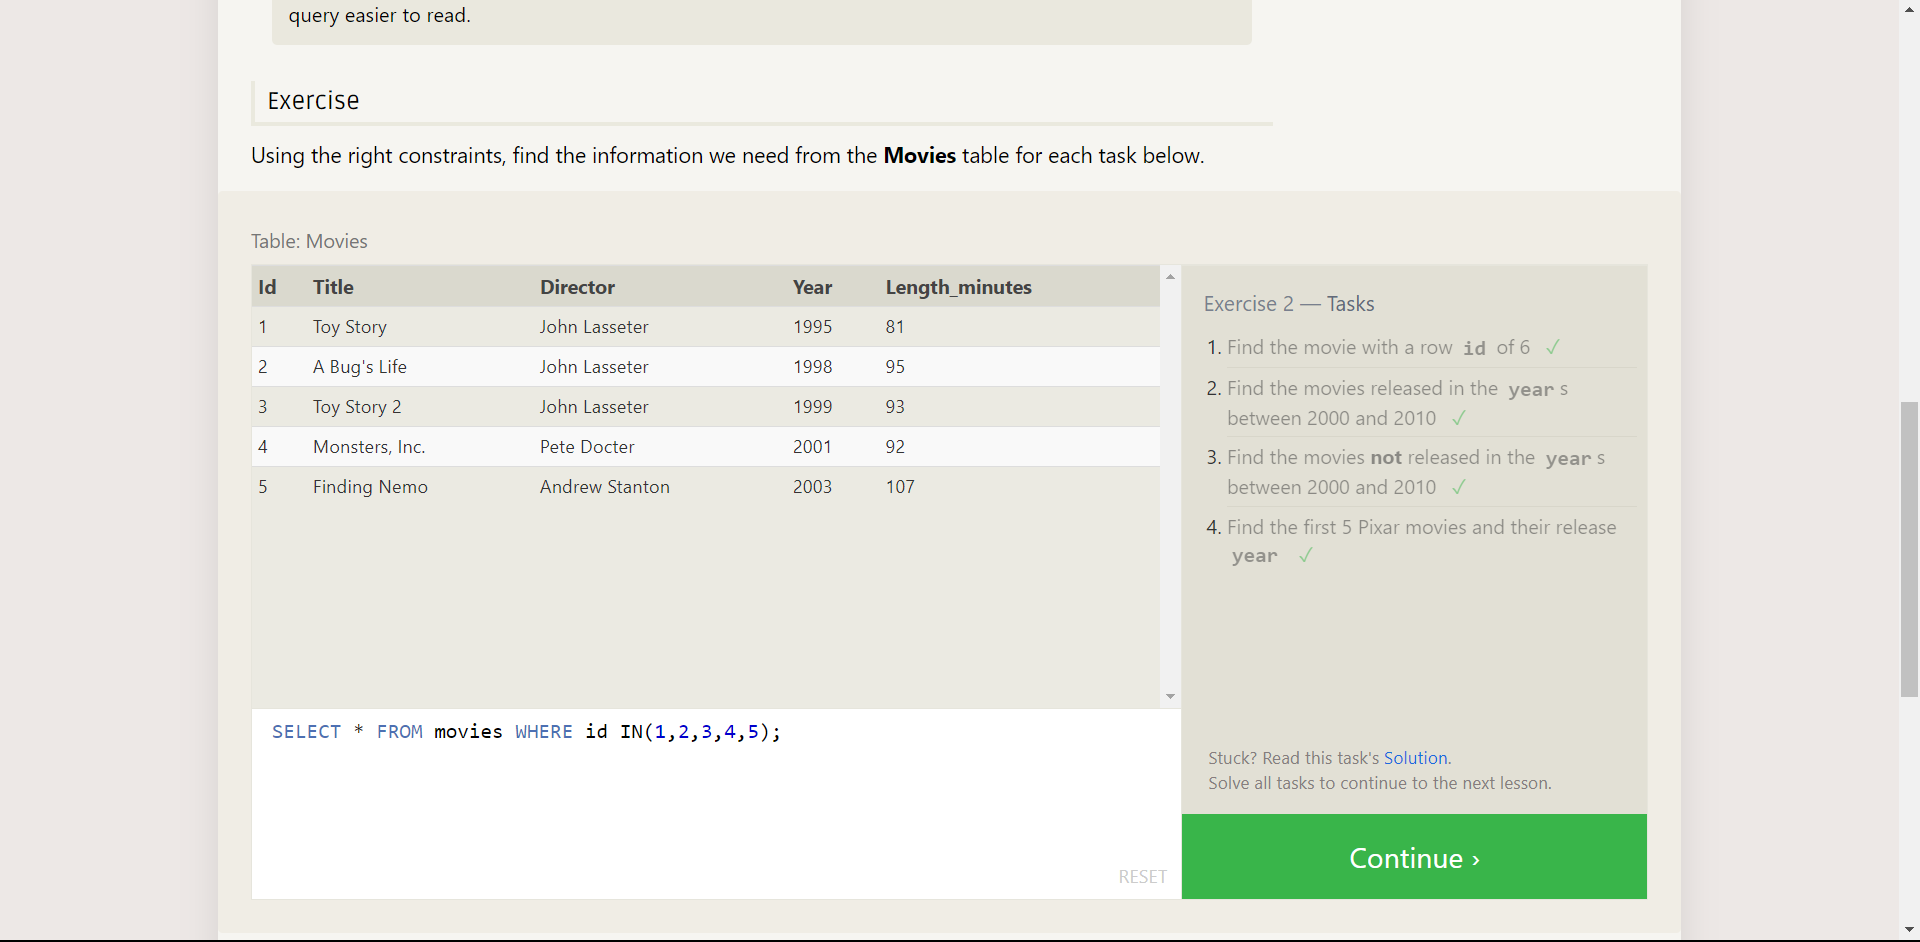 query easier to read.
Exercise
Using the right constraints, find the information we need from the Movies table for each task below.
Table: Movies
Id Title Director Year Length_minutes
1 Toy Story John Lasseter 1995 81
2 A Bug's Life John Lasseter 1998 95
3 Toy Story 2 John Lasseter 1999 93
4 Monsters, Inc. Pete Docter 2001 92
5 Finding Nemo Andrew Stanton 2003 107
SELECT * FROM movies WHERE id IN(1,2,3,4,5);
RESET
Exercise 2 — Tasks
1. Find the movie with a row id of 6 ✓
2. Find the movies released in the year s
between 2000 and 2010 ✓
3. Find the movies not released in the year s
between 2000 and 2010 ✓
4. Find the first 5 Pixar movies and their release
year ✓
Stuck? Read this task's Solution.
Solve all tasks to continue to the next lesson.
Continue ›